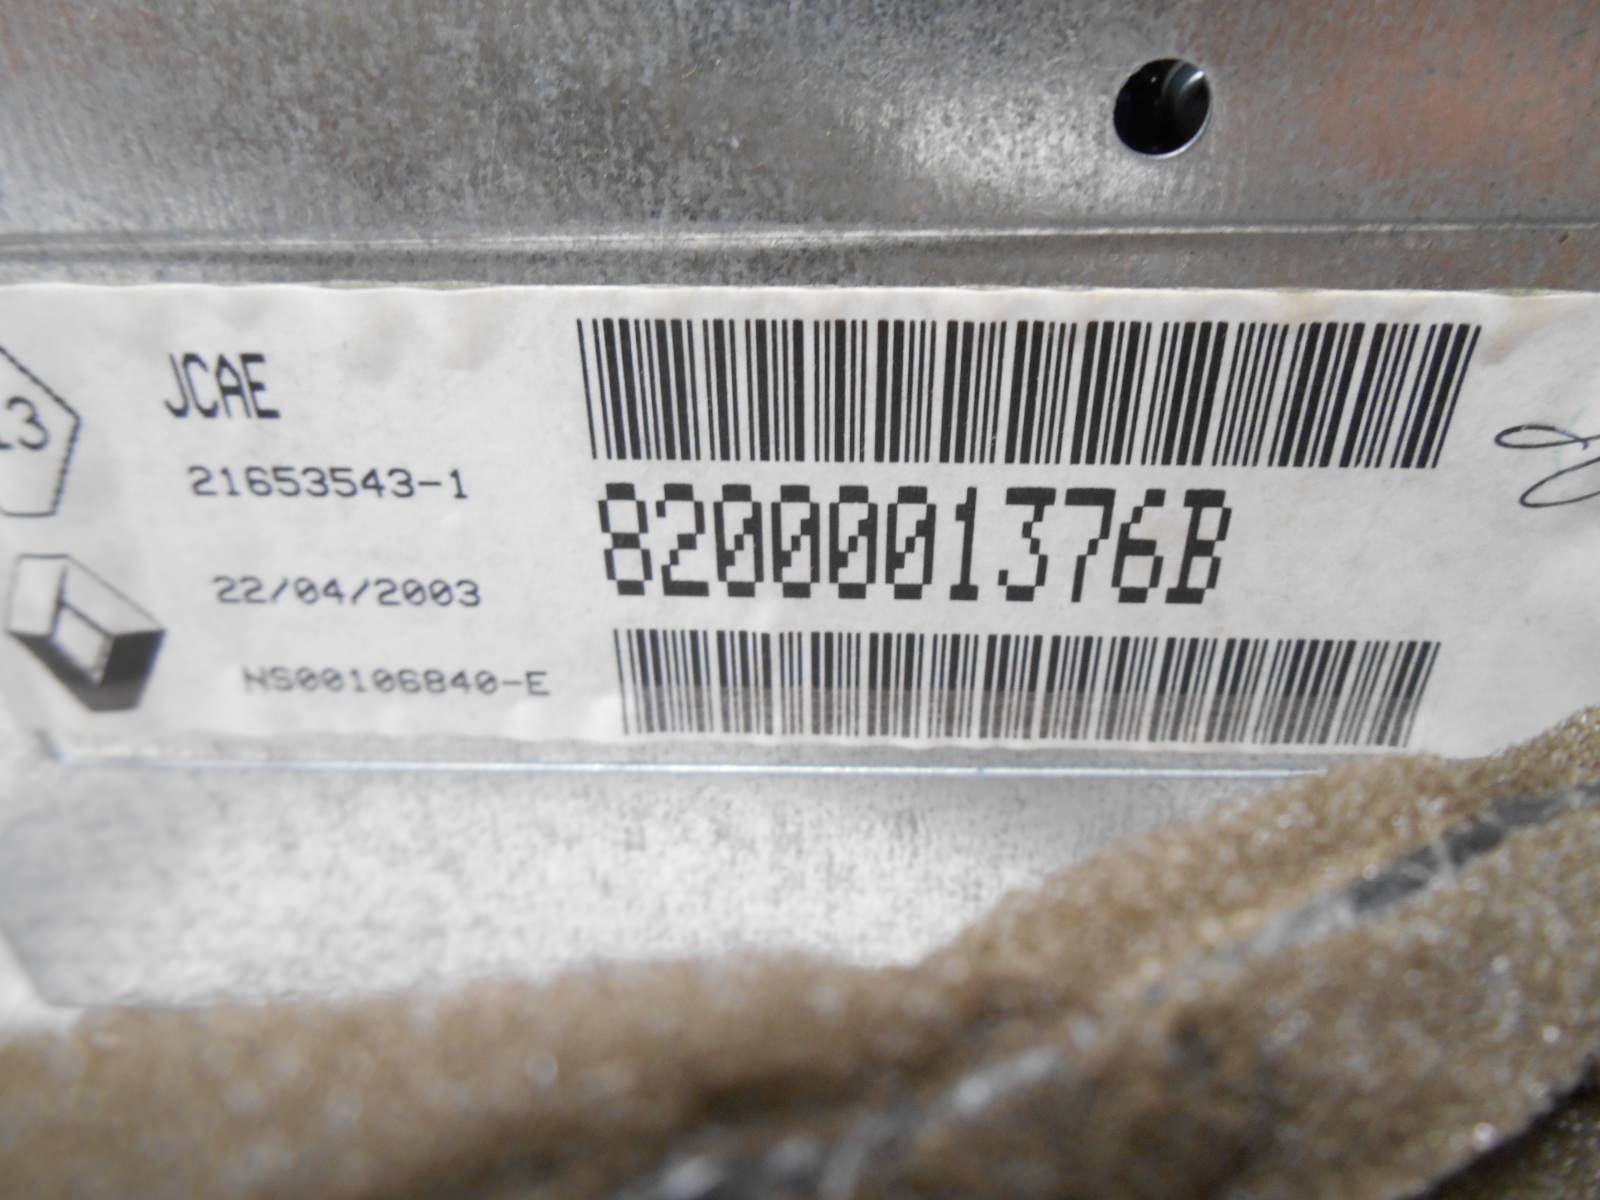 JCAE
21653543-1
8200001376B
22/04/2003
NS00106840-E